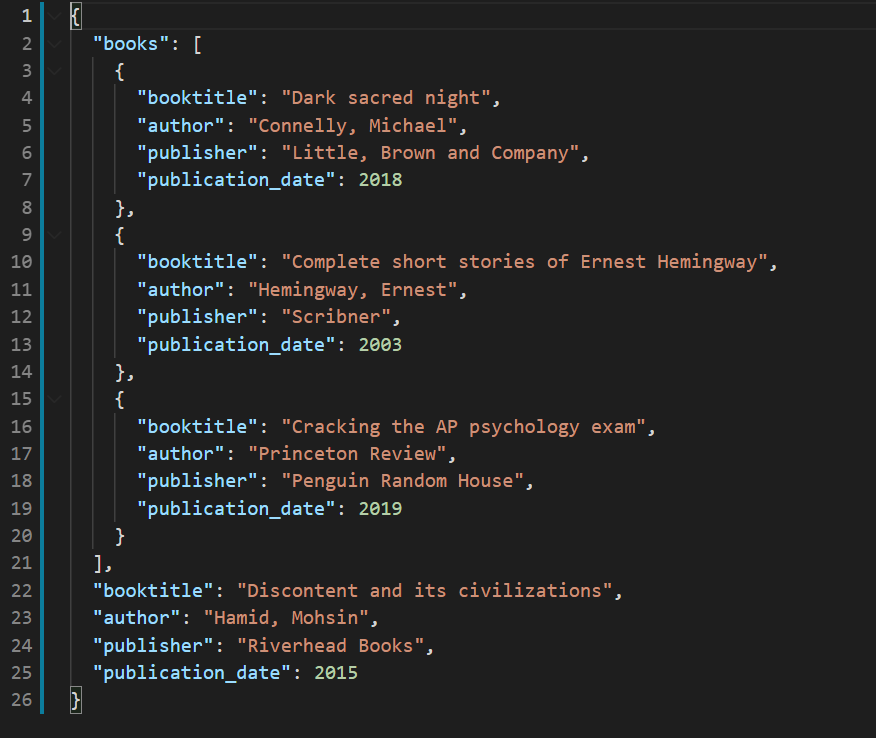 1 {
2   "books": [
3     {
4       "booktitle": "Dark sacred night",
5       "author": "Connelly, Michael",
6       "publisher": "Little, Brown and Company",
7       "publication_date": 2018
8     },
9     {
10       "booktitle": "Complete short stories of Ernest Hemingway",
11       "author": "Hemingway, Ernest",
12       "publisher": "Scribner",
13       "publication_date": 2003
14     },
15     {
16       "booktitle": "Cracking the AP psychology exam",
17       "author": "Princeton Review",
18       "publisher": "Penguin Random House",
19       "publication_date": 2019
20     }
21   ],
22   "booktitle": "Discontent and its civilizations",
23   "author": "Hamid, Mohsin",
24   "publisher": "Riverhead Books",
25   "publication_date": 2015
26 }